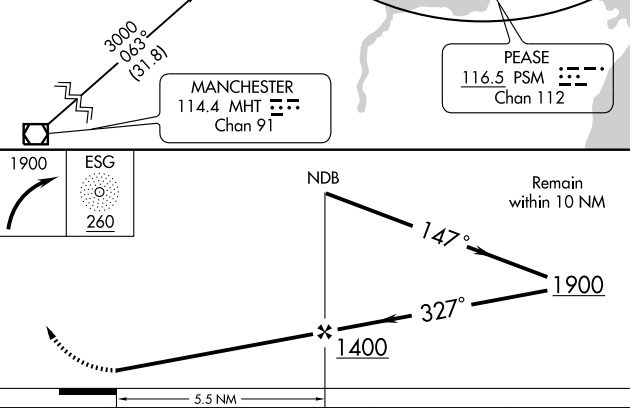 3000
063°
(31.8)
MANCHESTER
114.4 MHT
Chan 91
PEASE
116.5 PSM
Chan 112
1900
ESG
260
NDB
Remain
within 10 NM
147°
1900
327°
1400
5.5 NM